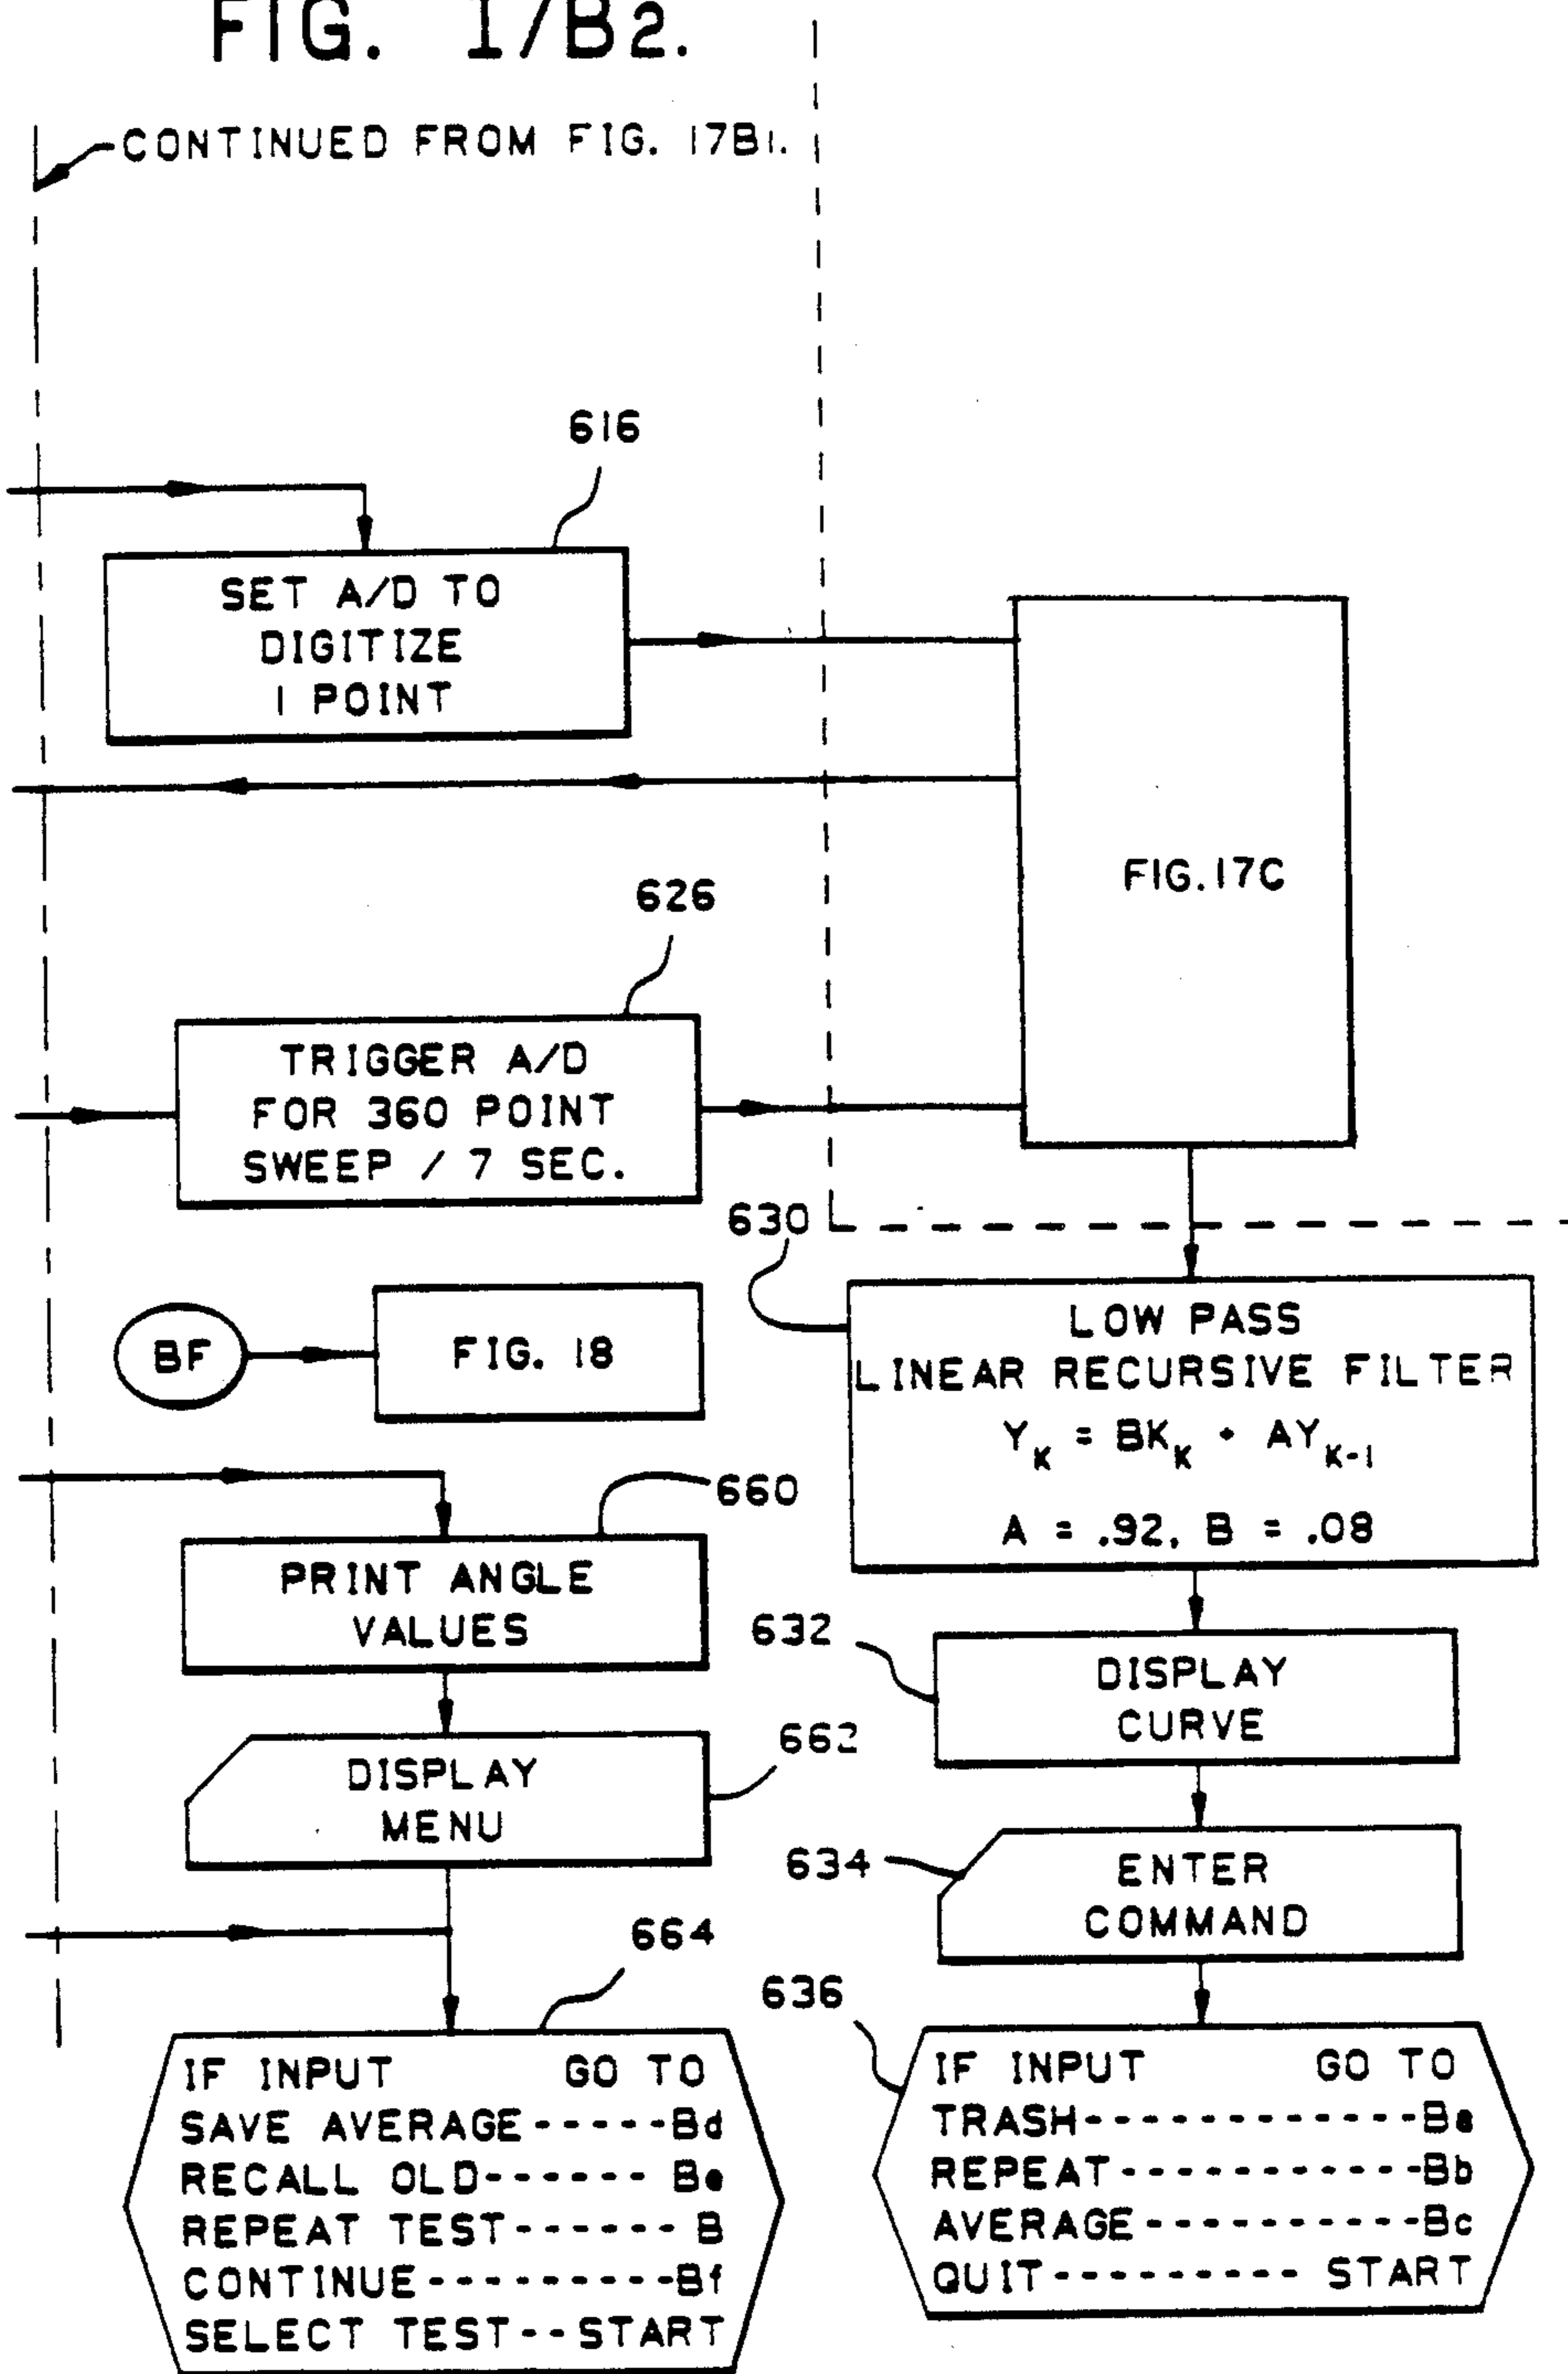 FIG. 17B2.
CONTINUED FROM FIG. 17B1.
616
SET A/D TO
DIGITIZE
1 POINT
FIG. 17C
626
TRIGGER A/D
FOR 360 POINT
SWEEP / 7 SEC.
630
BF
FIG. 18
LOW PASS
LINEAR RECURSIVE FILTER
Y_K = BK_K + AY_K-1
A = .92, B = .08
660
PRINT ANGLE
VALUES
632
DISPLAY
CURVE
662
DISPLAY
MENU
634
ENTER
COMMAND
664
IF INPUT GO TO
SAVE AVERAGE-----Bd
RECALL OLD------ Be
REPEAT TEST------ B
CONTINUE---------Bf
SELECT TEST--START
636
IF INPUT GO TO
TRASH------------Ba
REPEAT-----------Bb
AVERAGE----------Bc
QUIT--------- START